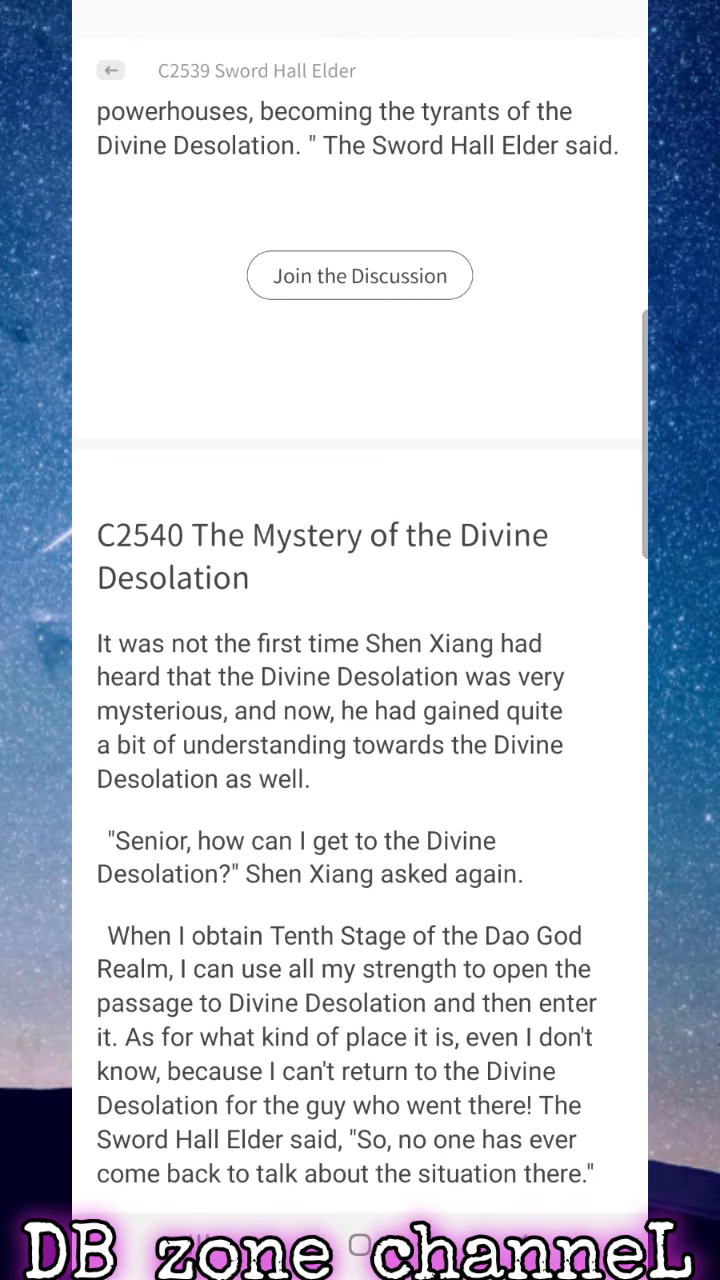 C2539 Sword Hall Elder
powerhouses, becoming the tyrants of the
Divine Desolation. " The Sword Hall Elder said.
Join the Discussion
C2540 The Mystery of the Divine
Desolation
It was not the first time Shen Xiang had
heard that the Divine Desolation was very
mysterious, and now, he had gained quite
a bit of understanding towards the Divine
Desolation as well.
"Senior, how can I get to the Divine
Desolation?" Shen Xiang asked again.
When I obtain Tenth Stage of the Dao God
Realm, I can use all my strength to open the
passage to Divine Desolation and then enter
it. As for what kind of place it is, even I don't
know, because I can't return to the Divine
Desolation for the guy who went there! The
Sword Hall Elder said, "So, no one has ever
come back to talk about the situation there."
DB zone channeL